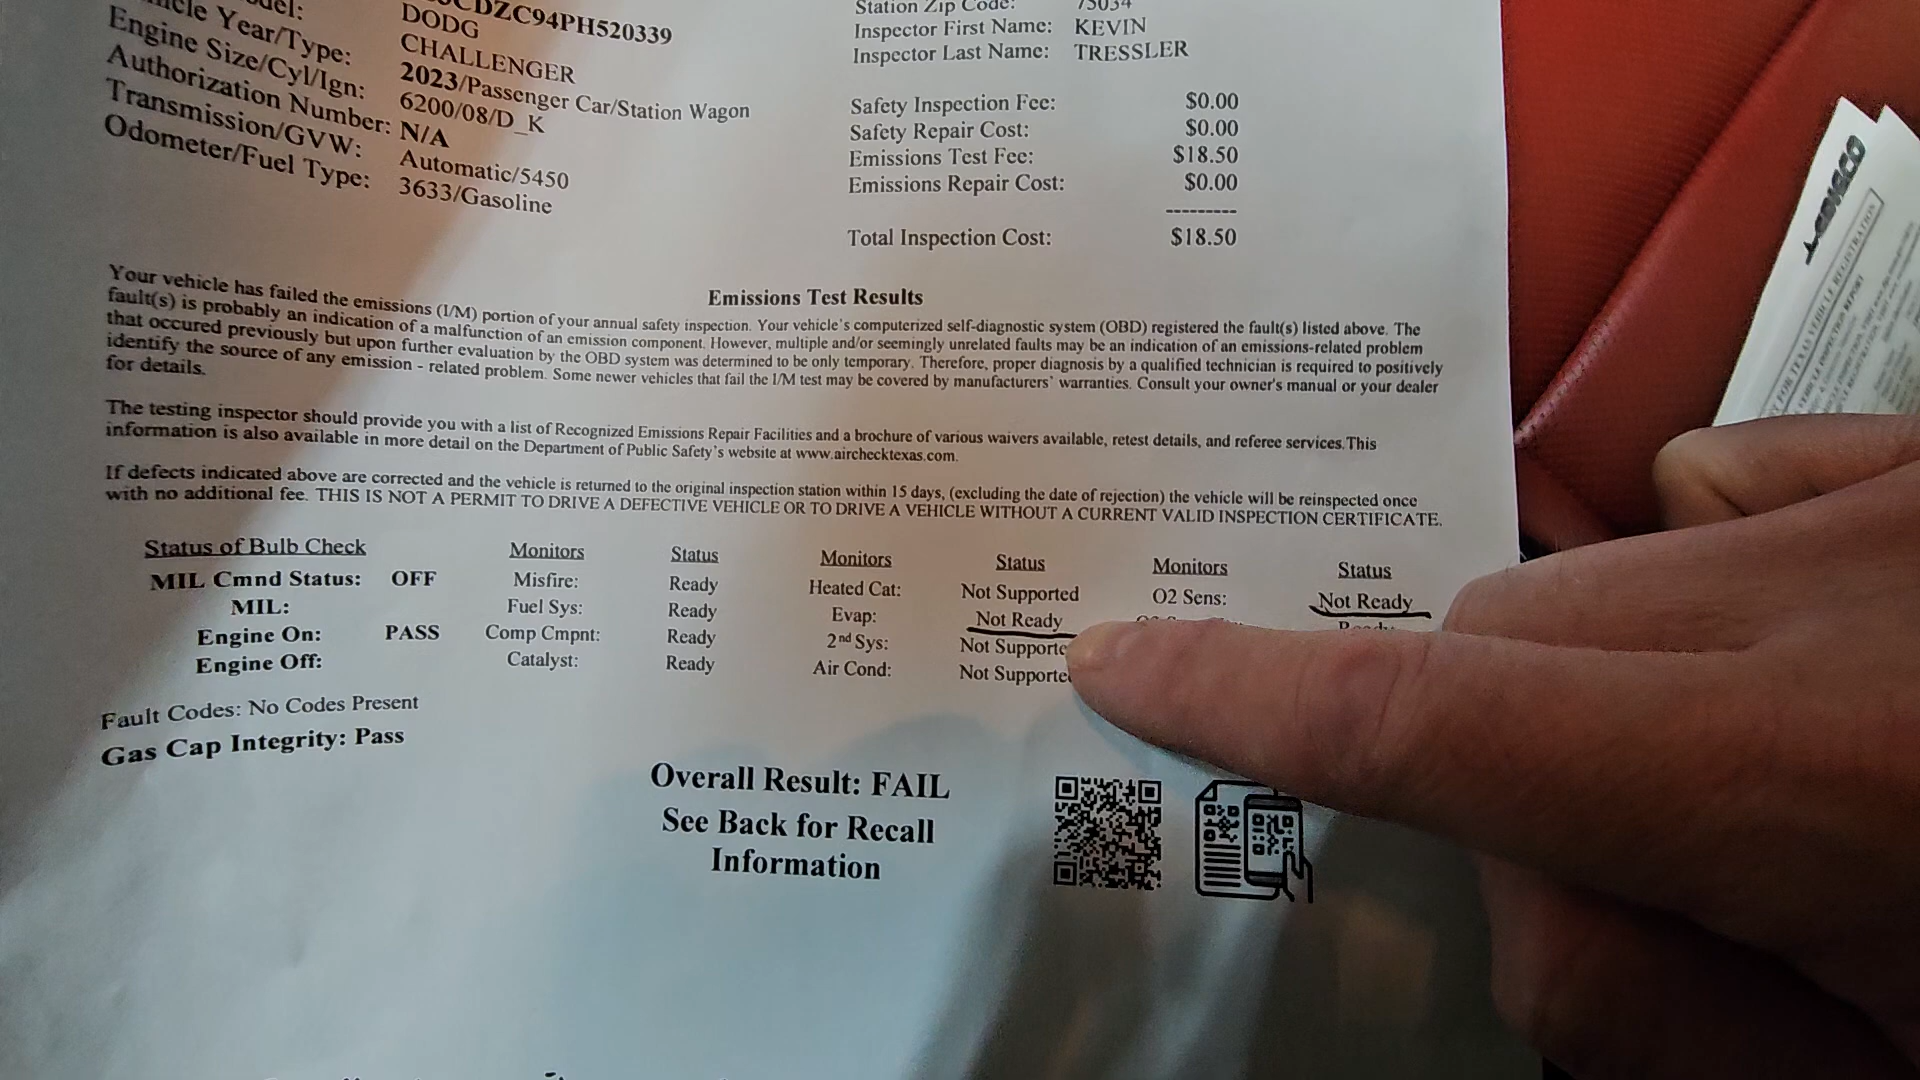 CDZC94PH520339
Station Zip Code: 75034
DODG
Inspector First Name: KEVIN
Year/Type:
CHALLENGER
Inspector Last Name: TRESSLER
Engine Size/Cyl/Ign:
2023/Passenger Car/Station Wagon
Authorization Number:
6200/08/D_K
Transmission/GVW:
N/A
Odometer/Fuel Type:
Automatic/5450
3633/Gasoline
Safety Inspection Fee: $0.00
Safety Repair Cost: $0.00
Emissions Test Fee: $18.50
Emissions Repair Cost: $0.00
---------
Total Inspection Cost: $18.50
Emissions Test Results
Your vehicle has failed the emissions (I/M) portion of your annual safety inspection. Your vehicle's computerized self-diagnostic system (OBD) registered the fault(s) listed above. The
fault(s) is probably an indication of a malfunction of an emission component. However, multiple and/or seemingly unrelated faults may be an indication of an emissions-related problem
that occured previously but upon further evaluation by the OBD system was determined to be only temporary. Therefore, proper diagnosis by a qualified technician is required to positively
identify the source of any emission - related problem. Some newer vehicles that fail the I/M test may be covered by manufacturers' warranties. Consult your owner's manual or your dealer
for details.
The testing inspector should provide you with a list of Recognized Emissions Repair Facilities and a brochure of various waivers available, retest details, and referee services.This
information is also available in more detail on the Department of Public Safety's website at www.airchecktexas.com.
If defects indicated above are corrected and the vehicle is returned to the original inspection station within 15 days, (excluding the date of rejection) the vehicle will be reinspected once
with no additional fee. THIS IS NOT A PERMIT TO DRIVE A DEFECTIVE VEHICLE OR TO DRIVE A VEHICLE WITHOUT A CURRENT VALID INSPECTION CERTIFICATE.
Status of Bulb Check Monitors Status Monitors Status Monitors Status
MIL Cmnd Status: OFF Misfire: Ready Heated Cat: Not Supported O2 Sens: Not Ready
MIL: Fuel Sys: Ready Evap: Not Ready
Engine On: PASS Comp Cmpnt: Ready 2nd Sys: Not Supporte
Engine Off: Catalyst: Ready Air Cond: Not Supporte
Fault Codes: No Codes Present
Gas Cap Integrity: Pass
Overall Result: FAIL
See Back for Recall
Information